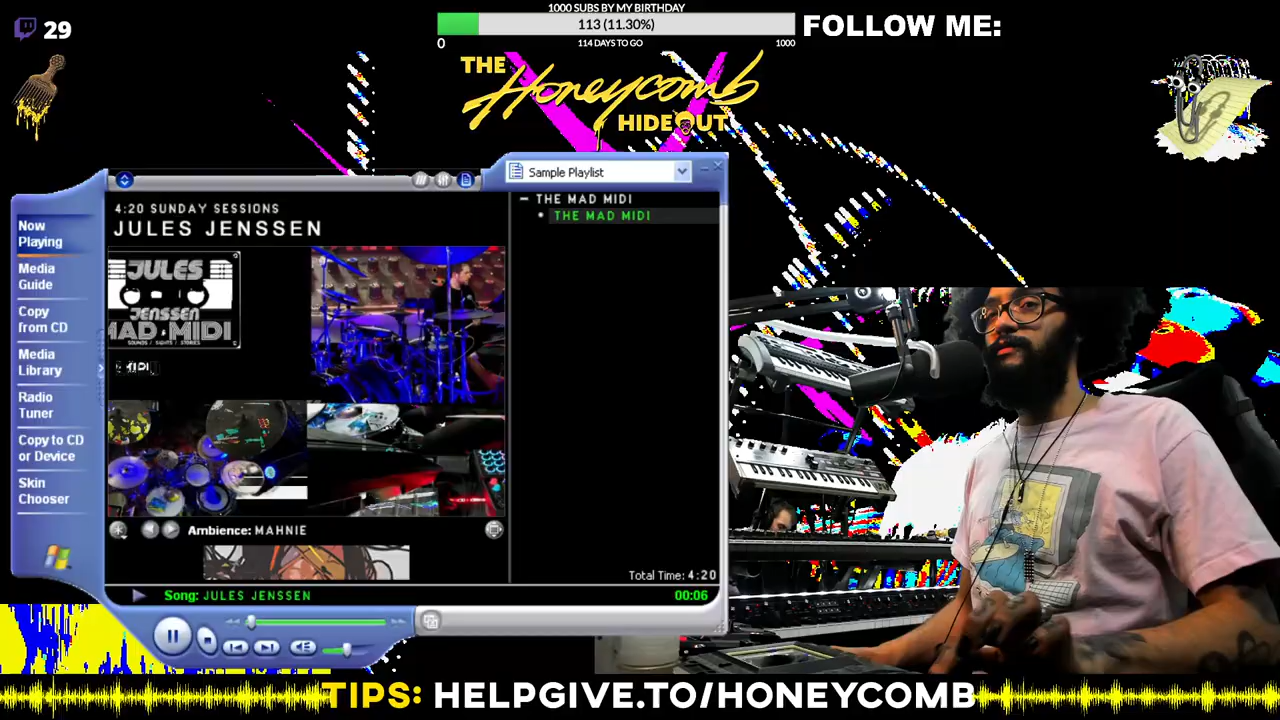 29
1000 SUBS BY MY BIRTHDAY
113 (11.30%)
0
114 DAYS TO GO
1000
FOLLOW ME:
THE
Honeycomb
HIDEOUT
Sample Playlist
THE MAD MIDI
THE MAD MIDI
4:20 SUNDAY SESSIONS
JULES JENSSEN
Now
Playing
Media
Guide
Copy
from CD
Media
Library
Radio
Tuner
Copy to CD
or Device
Skin
Chooser
JULES
JENSSEN
MAD MIDI
SOUNDS / SIGHTS / STORIES
Ambience: MAHNIE
Total Time: 4:20
Song: JULES JENSSEN
00:06
TIPS: HELPGIVE.TO/HONEYCOMB